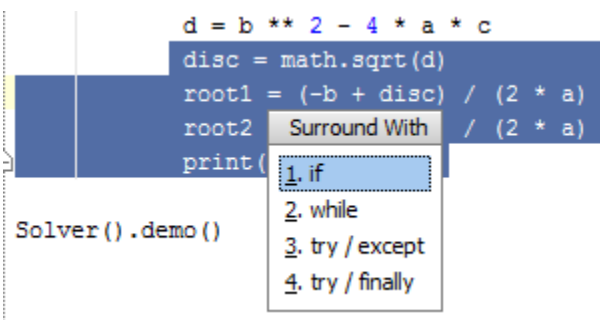 d = b ** 2 - 4 * a * c
disc = math.sqrt(d)
root1 = (-b + disc) / (2 * a)
root2 / (2 * a)
print(
Surround With
1. if
2. while
3. try / except
4. try / finally
Solver().demo()